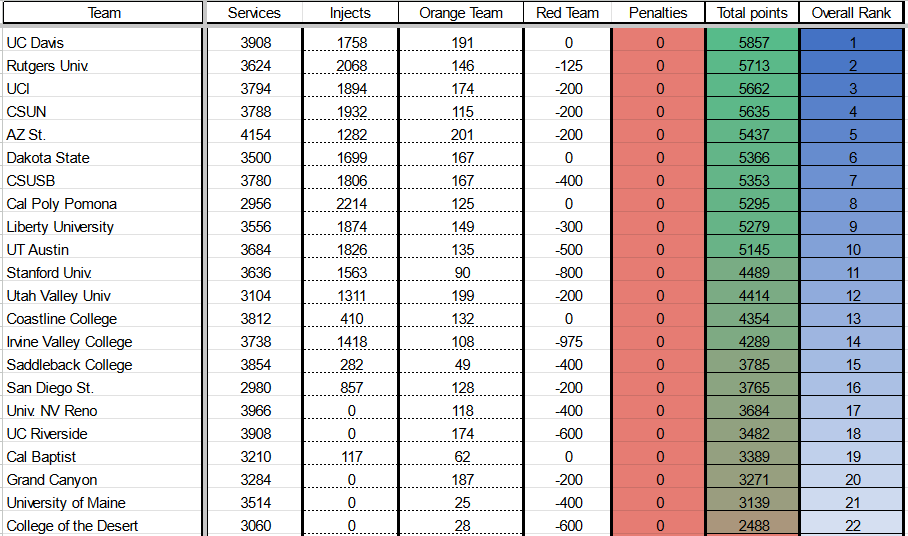 Team Services Injects Orange Team Red Team Penalties Total points Overall Rank
UC Davis 3908 1758 191 0 0 5857 1
Rutgers Univ. 3624 2068 146 -125 0 5713 2
UCI 3794 1894 174 -200 0 5662 3
CSUN 3788 1932 115 -200 0 5635 4
AZ St. 4154 1282 201 -200 0 5437 5
Dakota State 3500 1699 167 0 0 5366 6
CSUSB 3780 1806 167 -400 0 5353 7
Cal Poly Pomona 2956 2214 125 0 0 5295 8
Liberty University 3556 1874 149 -300 0 5279 9
UT Austin 3684 1826 135 -500 0 5145 10
Stanford Univ. 3636 1563 90 -800 0 4489 11
Utah Valley Univ 3104 1311 199 -200 0 4414 12
Coastline College 3812 410 132 0 0 4354 13
Irvine Valley College 3738 1418 108 -975 0 4289 14
Saddleback College 3854 282 49 -400 0 3785 15
San Diego St. 2980 857 128 -200 0 3765 16
Univ. NV Reno 3966 0 118 -400 0 3684 17
UC Riverside 3908 0 174 -600 0 3482 18
Cal Baptist 3210 117 62 0 0 3389 19
Grand Canyon 3284 0 187 -200 0 3271 20
University of Maine 3514 0 25 -400 0 3139 21
College of the Desert 3060 0 28 -600 0 2488 22